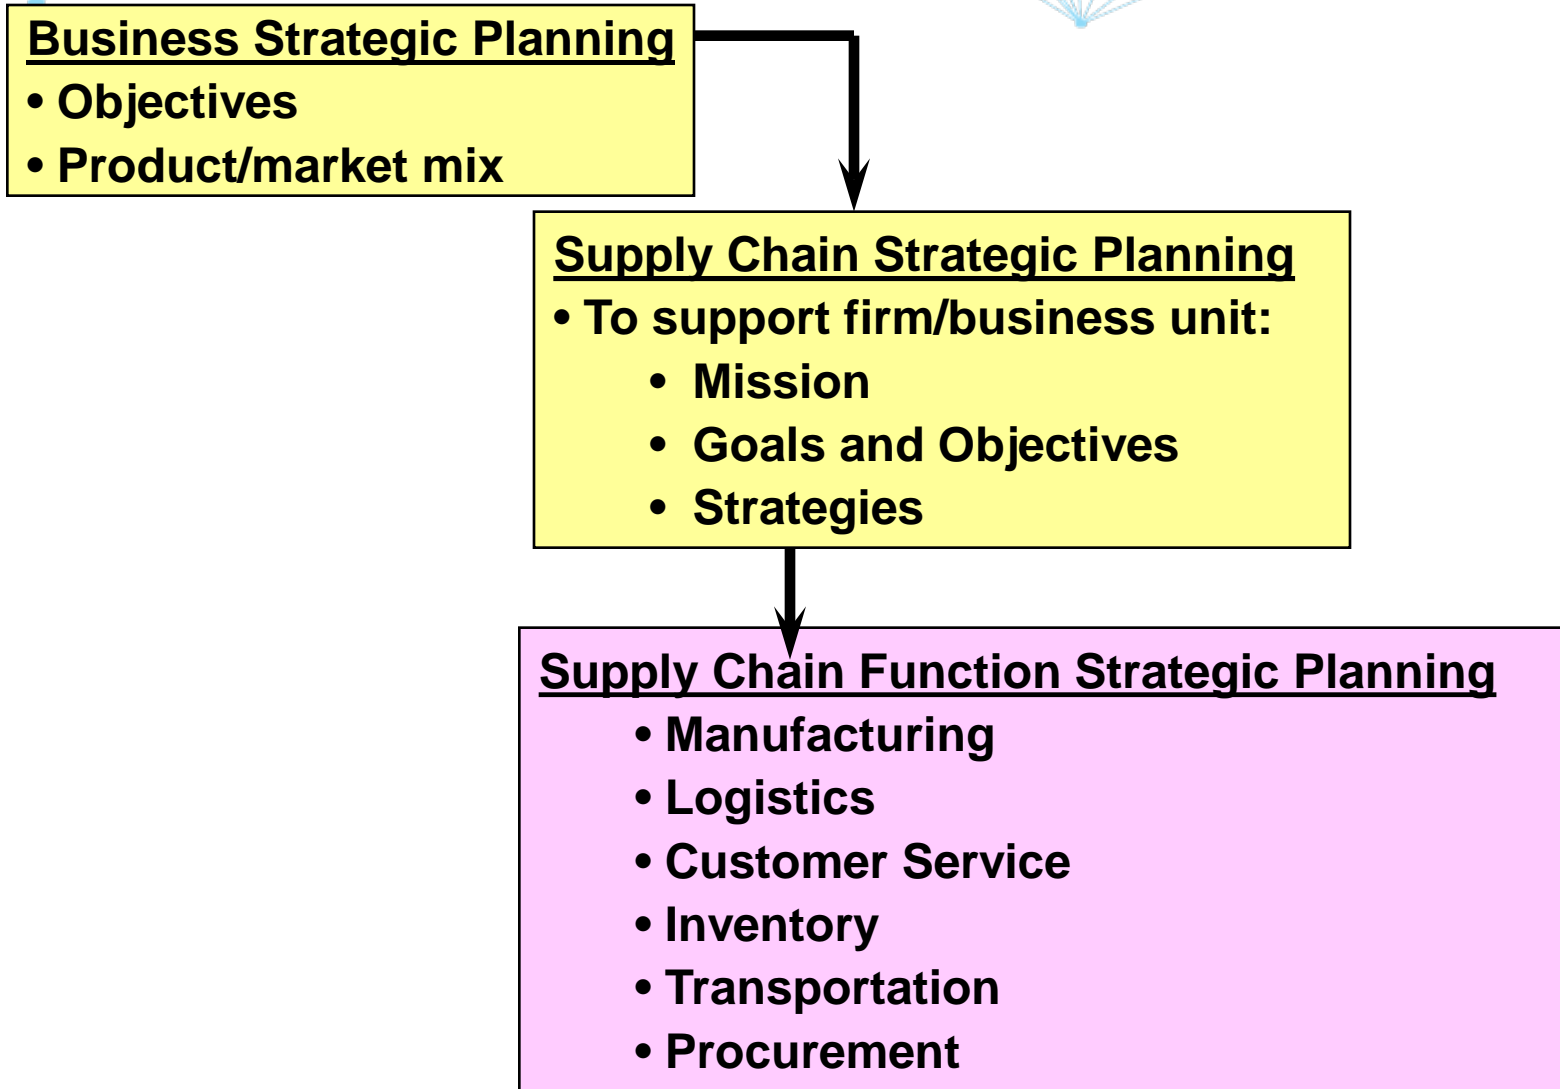 Business Strategic Planning
• Objectives
• Product/market mix
Supply Chain Strategic Planning
• To support firm/business unit:
• Mission
• Goals and Objectives
• Strategies
Supply Chain Function Strategic Planning
• Manufacturing
• Logistics
• Customer Service
• Inventory
• Transportation
• Procurement